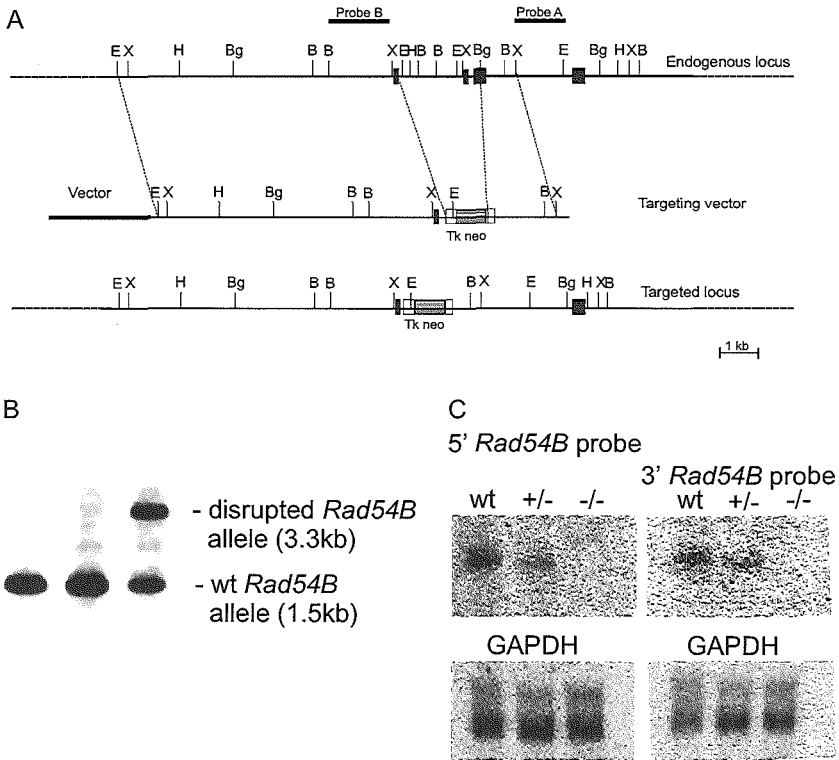 A
Probe B
Probe A
E X H Bg B B X E H B B E X Bg B X E Bg H X B
Endogenous locus
Vector
E X H Bg B B X E B X
Targeting vector
Tk neo
E X H Bg B B X E B X E Bg H X B
Targeted locus
Tk neo
1 kb
B
- disrupted Rad54B
allele (3.3kb)
- wt Rad54B
allele (1.5kb)
C
5' Rad54B probe
wt +/- -/-
3' Rad54B probe
wt +/- -/-
GAPDH
GAPDH